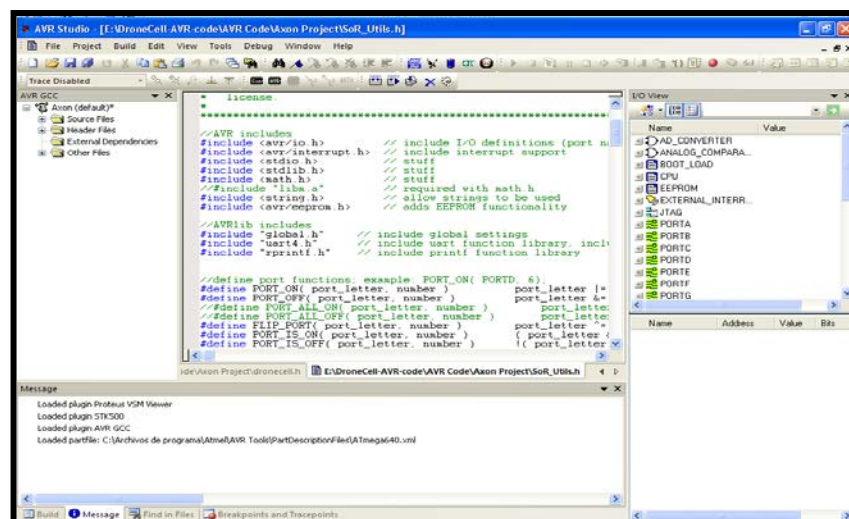 AVR Studio - [E:\DroneCell-AVR-code\AVR Code\Axon Project\SoR_Utils.h]
File Project Build Edit View Tools Debug Window Help
Trace Disabled
AVR GCC
Axon (default)*
Source Files
Header Files
External Dependencies
Other Files
* license.
*
//AVR includes
#include <avr/io.h> // include I/O definitions (port n
#include <avr/interrupt.h> // include interrupt support
#include <stdio.h> // stuff
#include <stdlib.h> // stuff
#include <math.h> // stuff
//#include "libm.a" // required with math.h
#include <string.h> // allow strings to be used
#include <avr/eeprom.h> // adds EEPROM functionality
//AVRlib includes
#include "global.h" // include global settings
#include "uart4.h" // include uart function library, incl
#include "rprintf.h" // include printf function library
//define port functions; example: PORT_ON( PORTD, 6);
#define PORT_ON( port_letter, number ) port_letter |=
#define PORT_OFF( port_letter, number ) port_letter &=
//#define PORT_ALL_ON( port_letter, number ) port_lette
//#define PORT_ALL_OFF( port_letter, number ) port_lette
#define FLIP_PORT( port_letter, number ) port_letter ^=
#define PORT_IS_ON( port_letter, number ) ( port_letter &
#define PORT_IS_OFF( port_letter, number ) !( port_letter
ode\Axon Project\dronecell.h E:\DroneCell-AVR-code\AVR Code\Axon Project\SoR_Utils.h
I/O View
Name Value
AD_CONVERTER
ANALOG_COMPARA...
BOOT_LOAD
CPU
EEPROM
EXTERNAL_INTERR...
JTAG
PORTA
PORTB
PORTC
PORTD
PORTE
PORTF
PORTG
Name Address Value Bits
Message
Loaded plugin Proteus VSM Viewer
Loaded plugin STK500
Loaded plugin AVR GCC
Loaded partfile: C:\Archivos de programa\Atmel\AVR Tools\PartDescriptionFiles\ATmega640.xml
Build Message Find in Files Breakpoints and Tracepoints